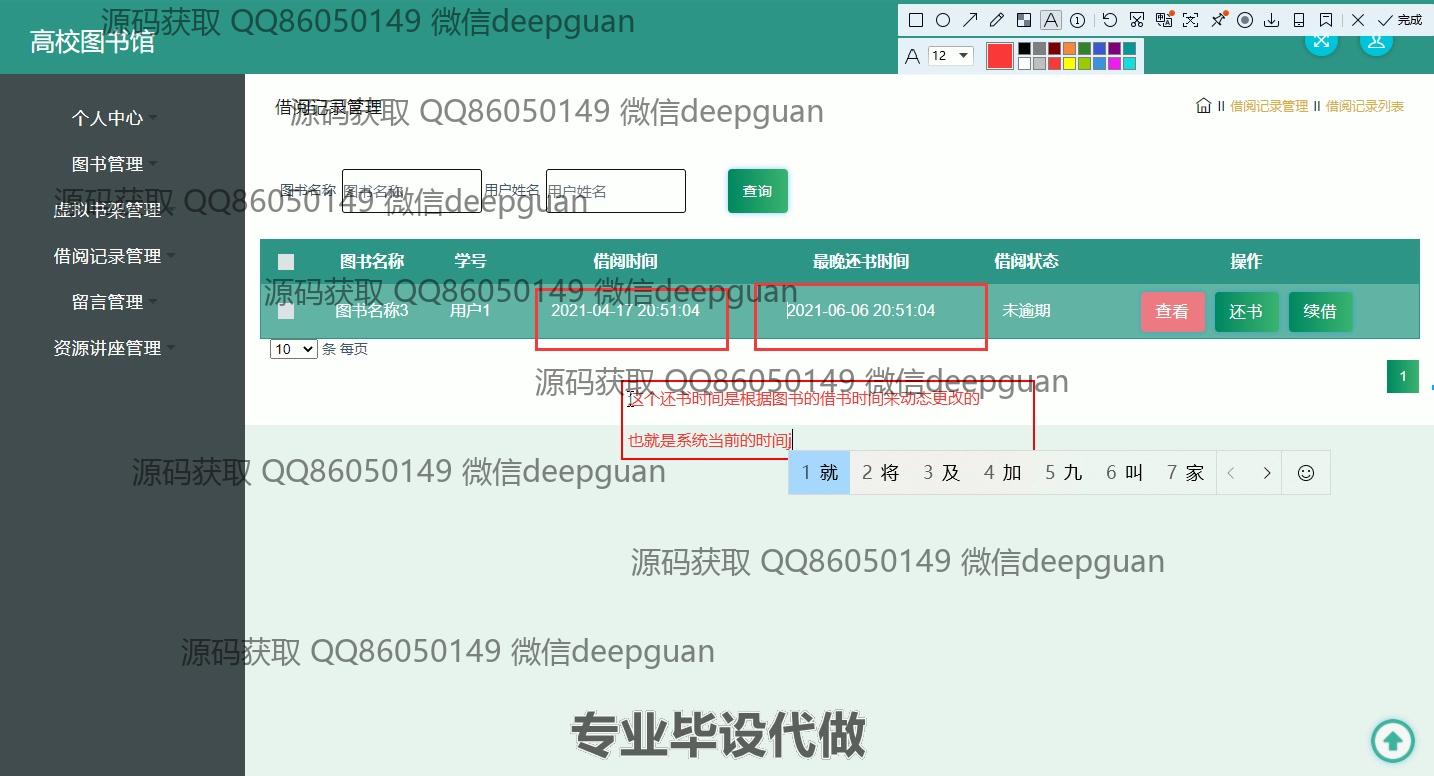 源码获取 QQ86050149 微信deepguan
高校图书馆
完成
A 12
个人中心
图书管理
虚拟书架管理
借阅记录管理
留言管理
资源讲座管理
借阅记录管理
源码获取 QQ86050149 微信deepguan
借阅记录管理 借阅记录列表
图书名称 图书名称 用户姓名 用户姓名 查询
源码获取 QQ86050149 微信deepguan
图书名称 学号 借阅时间 最晚还书时间 借阅状态 操作
源码获取 QQ86050149 微信deepguan
图书名称3 用户1 2021-04-17 20:51:04 2021-06-06 20:51:04 未逾期 查看 还书 续借
10 条 每页
1
源码获取 QQ86050149 微信deepguan
这个还书时间是根据图书的借书时间来动态更改的
也就是系统当前的时间j
1 就 2 将 3 及 4 加 5 九 6 叫 7 家
源码获取 QQ86050149 微信deepguan
源码获取 QQ86050149 微信deepguan
源码获取 QQ86050149 微信deepguan
专业毕设代做